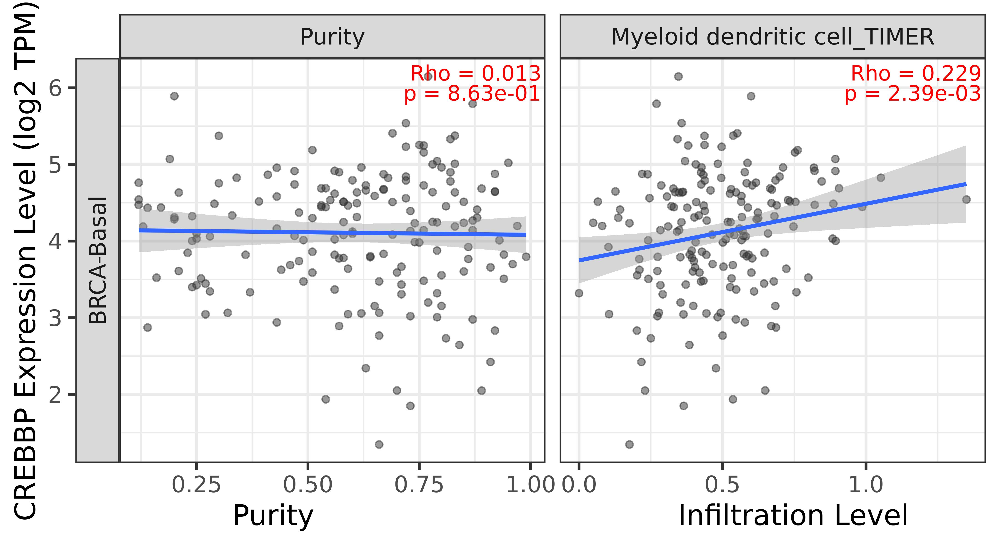 Purity
Myeloid dendritic cell_TIMER
CREBBP Expression Level (log2 TPM)
BRCA-Basal
Rho = 0.013
p = 8.63e-01
Rho = 0.229
p = 2.39e-03
6
5
4
3
2
0.25 0.50 0.75 1.00
0.0 0.5 1.0
Purity
Infiltration Level